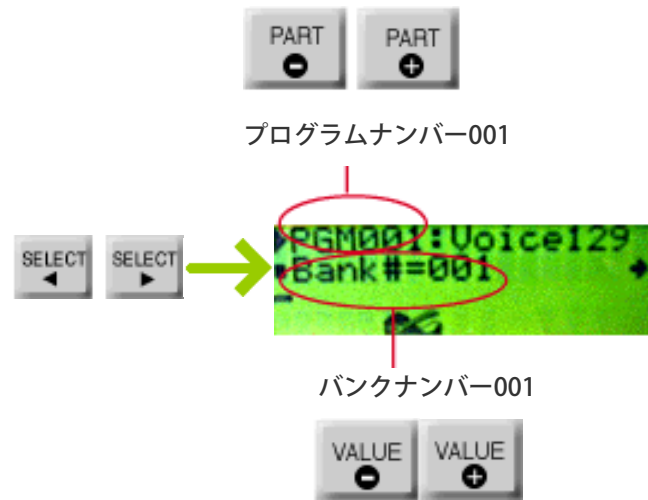 PART PART
プログラムナンバー001
PGM001:Voice129
SELECT SELECT
Bank#=001
バンクナンバー001
VALUE VALUE